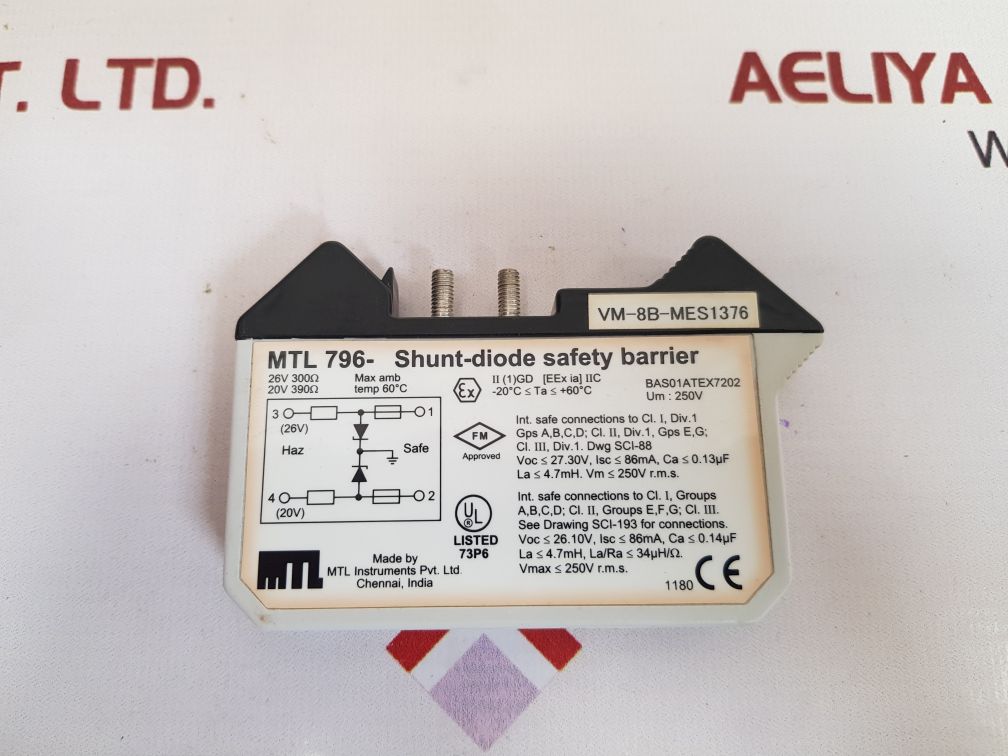 T. LTD.
AELIYA
W
VM-8B-MES1376
MTL 796- Shunt-diode safety barrier
26V 300Ω
20V 390Ω
Max amb
temp 60°C
Ex
II (1)GD [EEx ia] IIC
-20°C ≤ Ta ≤ +60°C
BAS01ATEX7202
Um : 250V
3
1
(26V)
Haz
Safe
4
2
(20V)
FM
Approved
Int. safe connections to Cl. I, Div.1
Gps A,B,C,D; Cl. II, Div.1, Gps E,G;
Cl. III, Div.1. Dwg SCI-88
Voc ≤ 27.30V, Isc ≤ 86mA, Ca ≤ 0.13µF
La ≤ 4.7mH. Vm ≤ 250V r.m.s.
UL
®
LISTED
73P6
Int. safe connections to Cl. I, Groups
A,B,C,D; Cl. II, Groups E,F,G; Cl. III.
See Drawing SCI-193 for connections.
Voc ≤ 26.10V, Isc ≤ 86mA, Ca ≤ 0.14µF
La ≤ 4.7mH, La/Ra ≤ 34µH/Ω.
Vmax ≤ 250V r.m.s.
MTL
Made by
MTL Instruments Pvt. Ltd.
Chennai, India
1180 CE